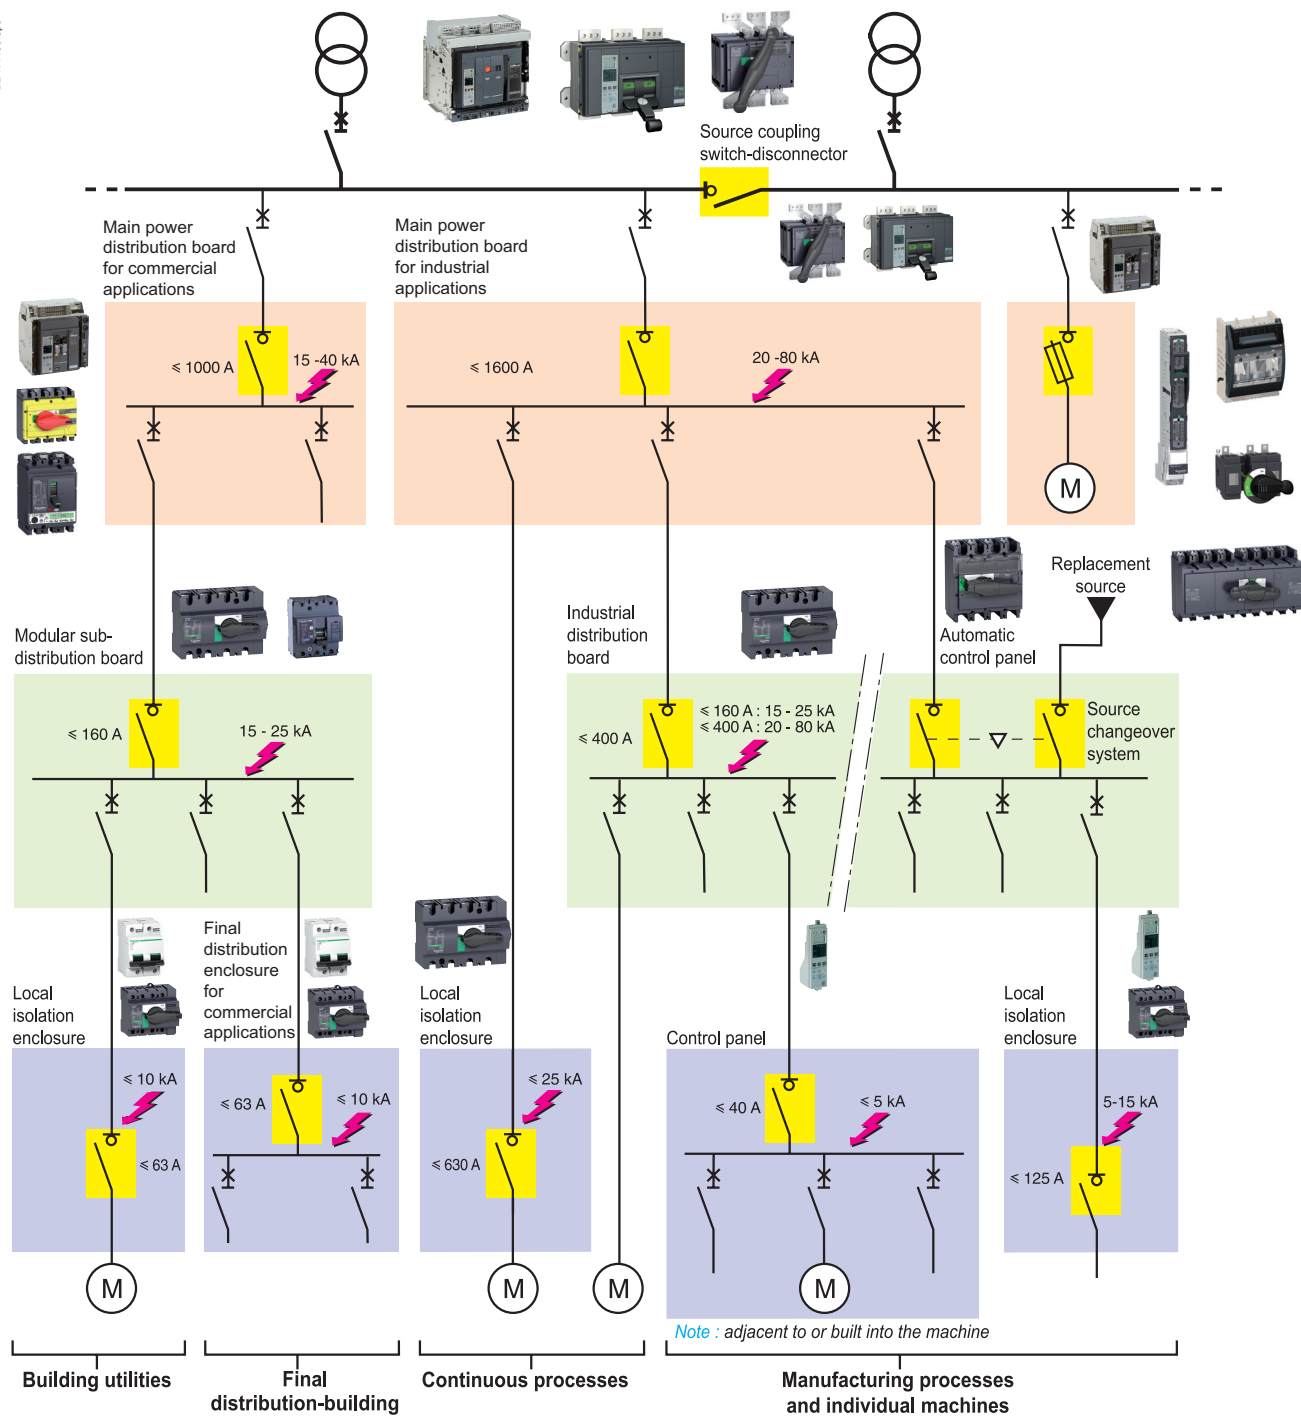 Source coupling
switch-disconnector
Main power
distribution board
for commercial
applications
Main power
distribution board
for industrial
applications
⩽ 1000 A
15 -40 kA
⩽ 1600 A
20 -80 kA
M
Replacement
source
Modular sub-
distribution board
Industrial
distribution
board
Automatic
control panel
⩽ 160 A
15 - 25 kA
⩽ 400 A
⩽ 160 A : 15 - 25 kA
⩽ 400 A : 20 - 80 kA
Source
changeover
system
Local
isolation
enclosure
Final
distribution
enclosure
for
commercial
applications
Local
isolation
enclosure
Control panel
Local
isolation
enclosure
⩽ 10 kA
⩽ 63 A
⩽ 63 A
⩽ 10 kA
⩽ 25 kA
⩽ 630 A
⩽ 40 A
⩽ 5 kA
5-15 kA
⩽ 125 A
M
M
M
M
Note : adjacent to or built into the machine
Building utilities
Final
distribution-building
Continuous processes
Manufacturing processes
and individual machines